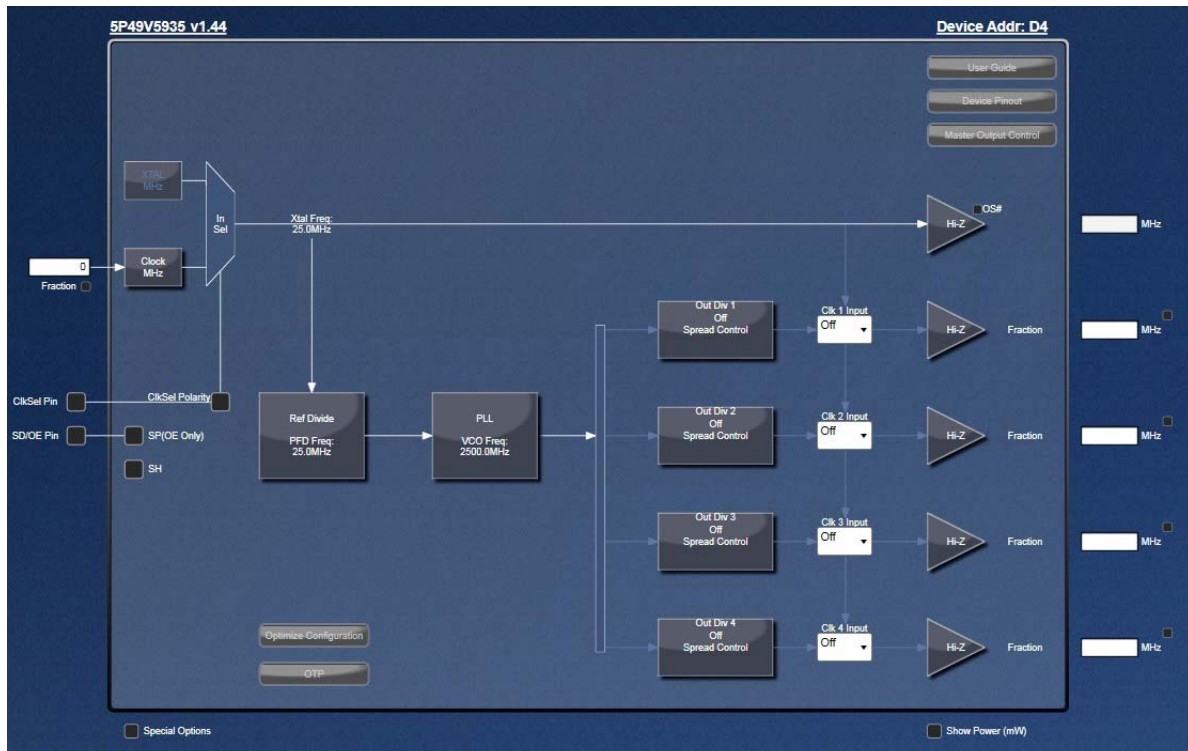 5P49V5935 v1.44
Device Addr: D4
User Guide
Device Pinout
Master Output Control
XTAL
MHz
In
Sel
Xtal Freq:
25.0MHz
OS#
Hi-Z
MHz
0
Clock
MHz
Fraction
Out Div 1
Off
Spread Control
Clk 1 Input
Off
Hi-Z
Fraction
MHz
ClkSel Pin
ClkSel Polarity
SD/OE Pin
SP(OE Only)
SH
Ref Divide
PFD Freq:
25.0MHz
PLL
VCO Freq:
2500.0MHz
Out Div 2
Off
Spread Control
Clk 2 Input
Off
Hi-Z
Fraction
MHz
Out Div 3
Off
Spread Control
Clk 3 Input
Off
Hi-Z
Fraction
MHz
Out Div 4
Off
Spread Control
Clk 4 Input
Off
Hi-Z
Fraction
MHz
Optimize Configuration
OTP
Special Options
Show Power (mW)